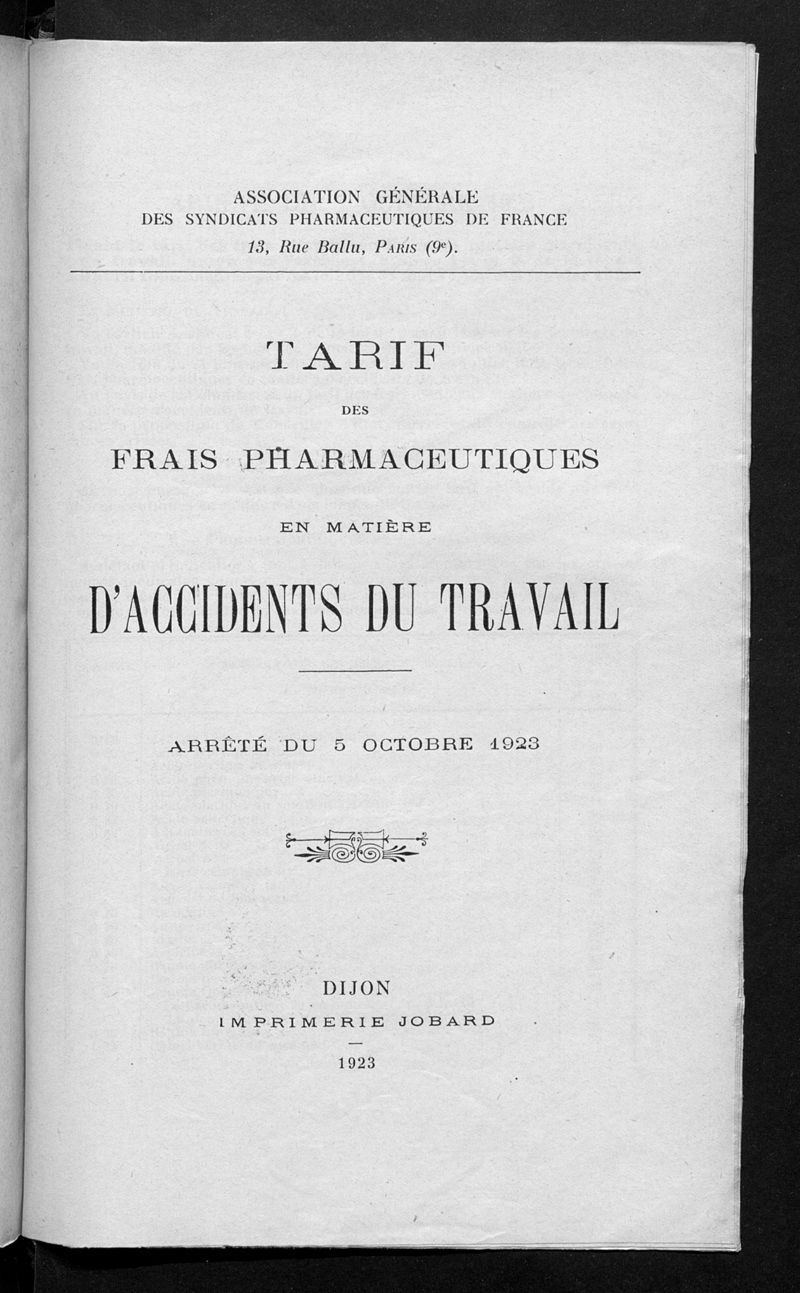 ASSOCIATION GÉNÉRALE
DES SYNDICATS PHARMACEUTIQUES DE FRANCE
13, Rue Ballu, PARIS (9e).
TARIF
DES
FRAIS PHARMACEUTIQUES
EN MATIÈRE
D'ACCIDENTS DU TRAVAIL
ARRÊTÉ DU 5 OCTOBRE 1923
DIJON
IMPRIMERIE JOBARD
1923